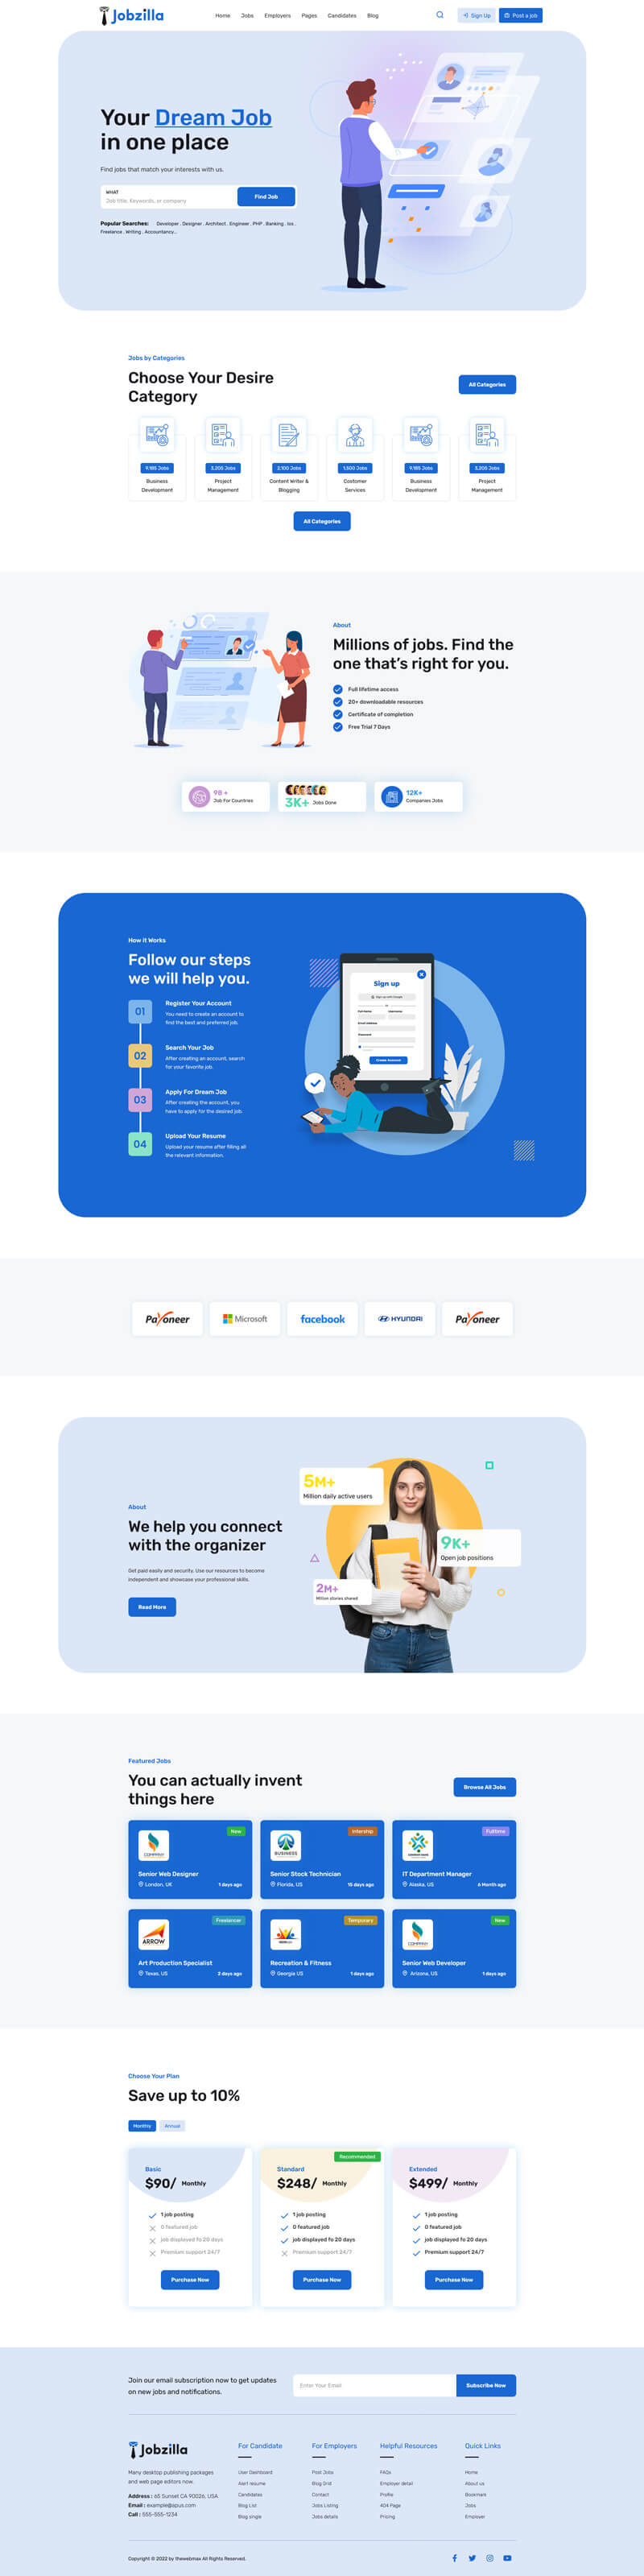 Jobzilla
Home Jobs Employers Pages Candidates Blog
Sign Up
Post a job
Your Dream Job
in one place
Find jobs that match your interests with us.
WHAT
Job title, Keywords, or company
Find Job
Popular Searches: Developer . Designer . Architect . Engineer . PHP . Banking . Ios .
Freelance . Writing . Accountancy...
Jobs by Categories
Choose Your Desire
Category
All Categories
9,185 Jobs
Business
Development
3,200 Jobs
Project
Management
2,100 Jobs
Content Writer &
Blogging
1,500 Jobs
Costomer
Services
9,185 Jobs
Business
Development
3,200 Jobs
Project
Management
All Categories
About
Millions of jobs. Find the
one that's right for you.
Full lifetime access
20+ downloadable resources
Certificate of completion
Free Trial 7 Days
98 +
Job For Countries
3K+ Jobs Done
12K+
Companies Jobs
How It Works
Follow our steps
we will help you.
01
Register Your Account
You need to create an account to
find the best and preferred job.
02
Search Your Job
After creating an account, search
for your favorite job.
03
Apply For Dream Job
After creating the account, you
have to apply for the desired job.
04
Upload Your Resume
Upload your resume after filling all
the relevent information.
Sign up
Payoneer
Microsoft
facebook
HYUNDAI
Payoneer
About
We help you connect
with the organizer
Get paid easily and security. Use our resources to become
independent and showcase your professional skills.
Read More
5M+
Million daily active users
9K+
Open job positions
2M+
Million stories shared
Featured Jobs
You can actually invent
things here
Browse All Jobs
New
COMPANY
Senior Web Designer
London, UK
1 days ago
Intership
BUSINESS
Senior Stock Technician
Florida, US
15 days ago
Fulltime
IT Department Manager
Alaska, US
6 Month ago
Freelancer
ARROW
Art Production Specialist
Texas, US
2 days ago
Temporary
Recreation & Fitness
Georgia US
1 days ago
New
COMPANY
Senior Web Developer
Arizona, US
1 days ago
Choose Your Plan
Save up to 10%
Monthly
Annual
Basic
$90/ Monthly
1 job posting
0 featured job
job displayed fo 20 days
Premium support 24/7
Purchase Now
Recommended
Standard
$248/ Monthly
1 job posting
0 featured job
job displayed fo 20 days
Premium support 24/7
Purchase Now
Extended
$499/ Monthly
1 job posting
0 featured job
job displayed fo 20 days
Premium support 24/7
Purchase Now
Join our email subscription now to get updates
on new jobs and notifications.
Enter Your Email
Subscribe Now
Jobzilla
Many desktop publishing packages
and web page editors now.
Address : 65 Sunset CA 90026, USA
Email : example@apus.com
Call : 555-555-1234
For Candidate
User Dashboard
Alert resume
Candidates
Blog List
Blog single
For Employers
Post Jobs
Blog Grid
Contact
Jobs Listing
Jobs details
Helpful Resources
FAQs
Employer detail
Profile
404 Page
Pricing
Quick Links
Home
About us
Bookmark
Jobs
Employer
Copyright © 2022 by thewebmax All Rights Reserved.